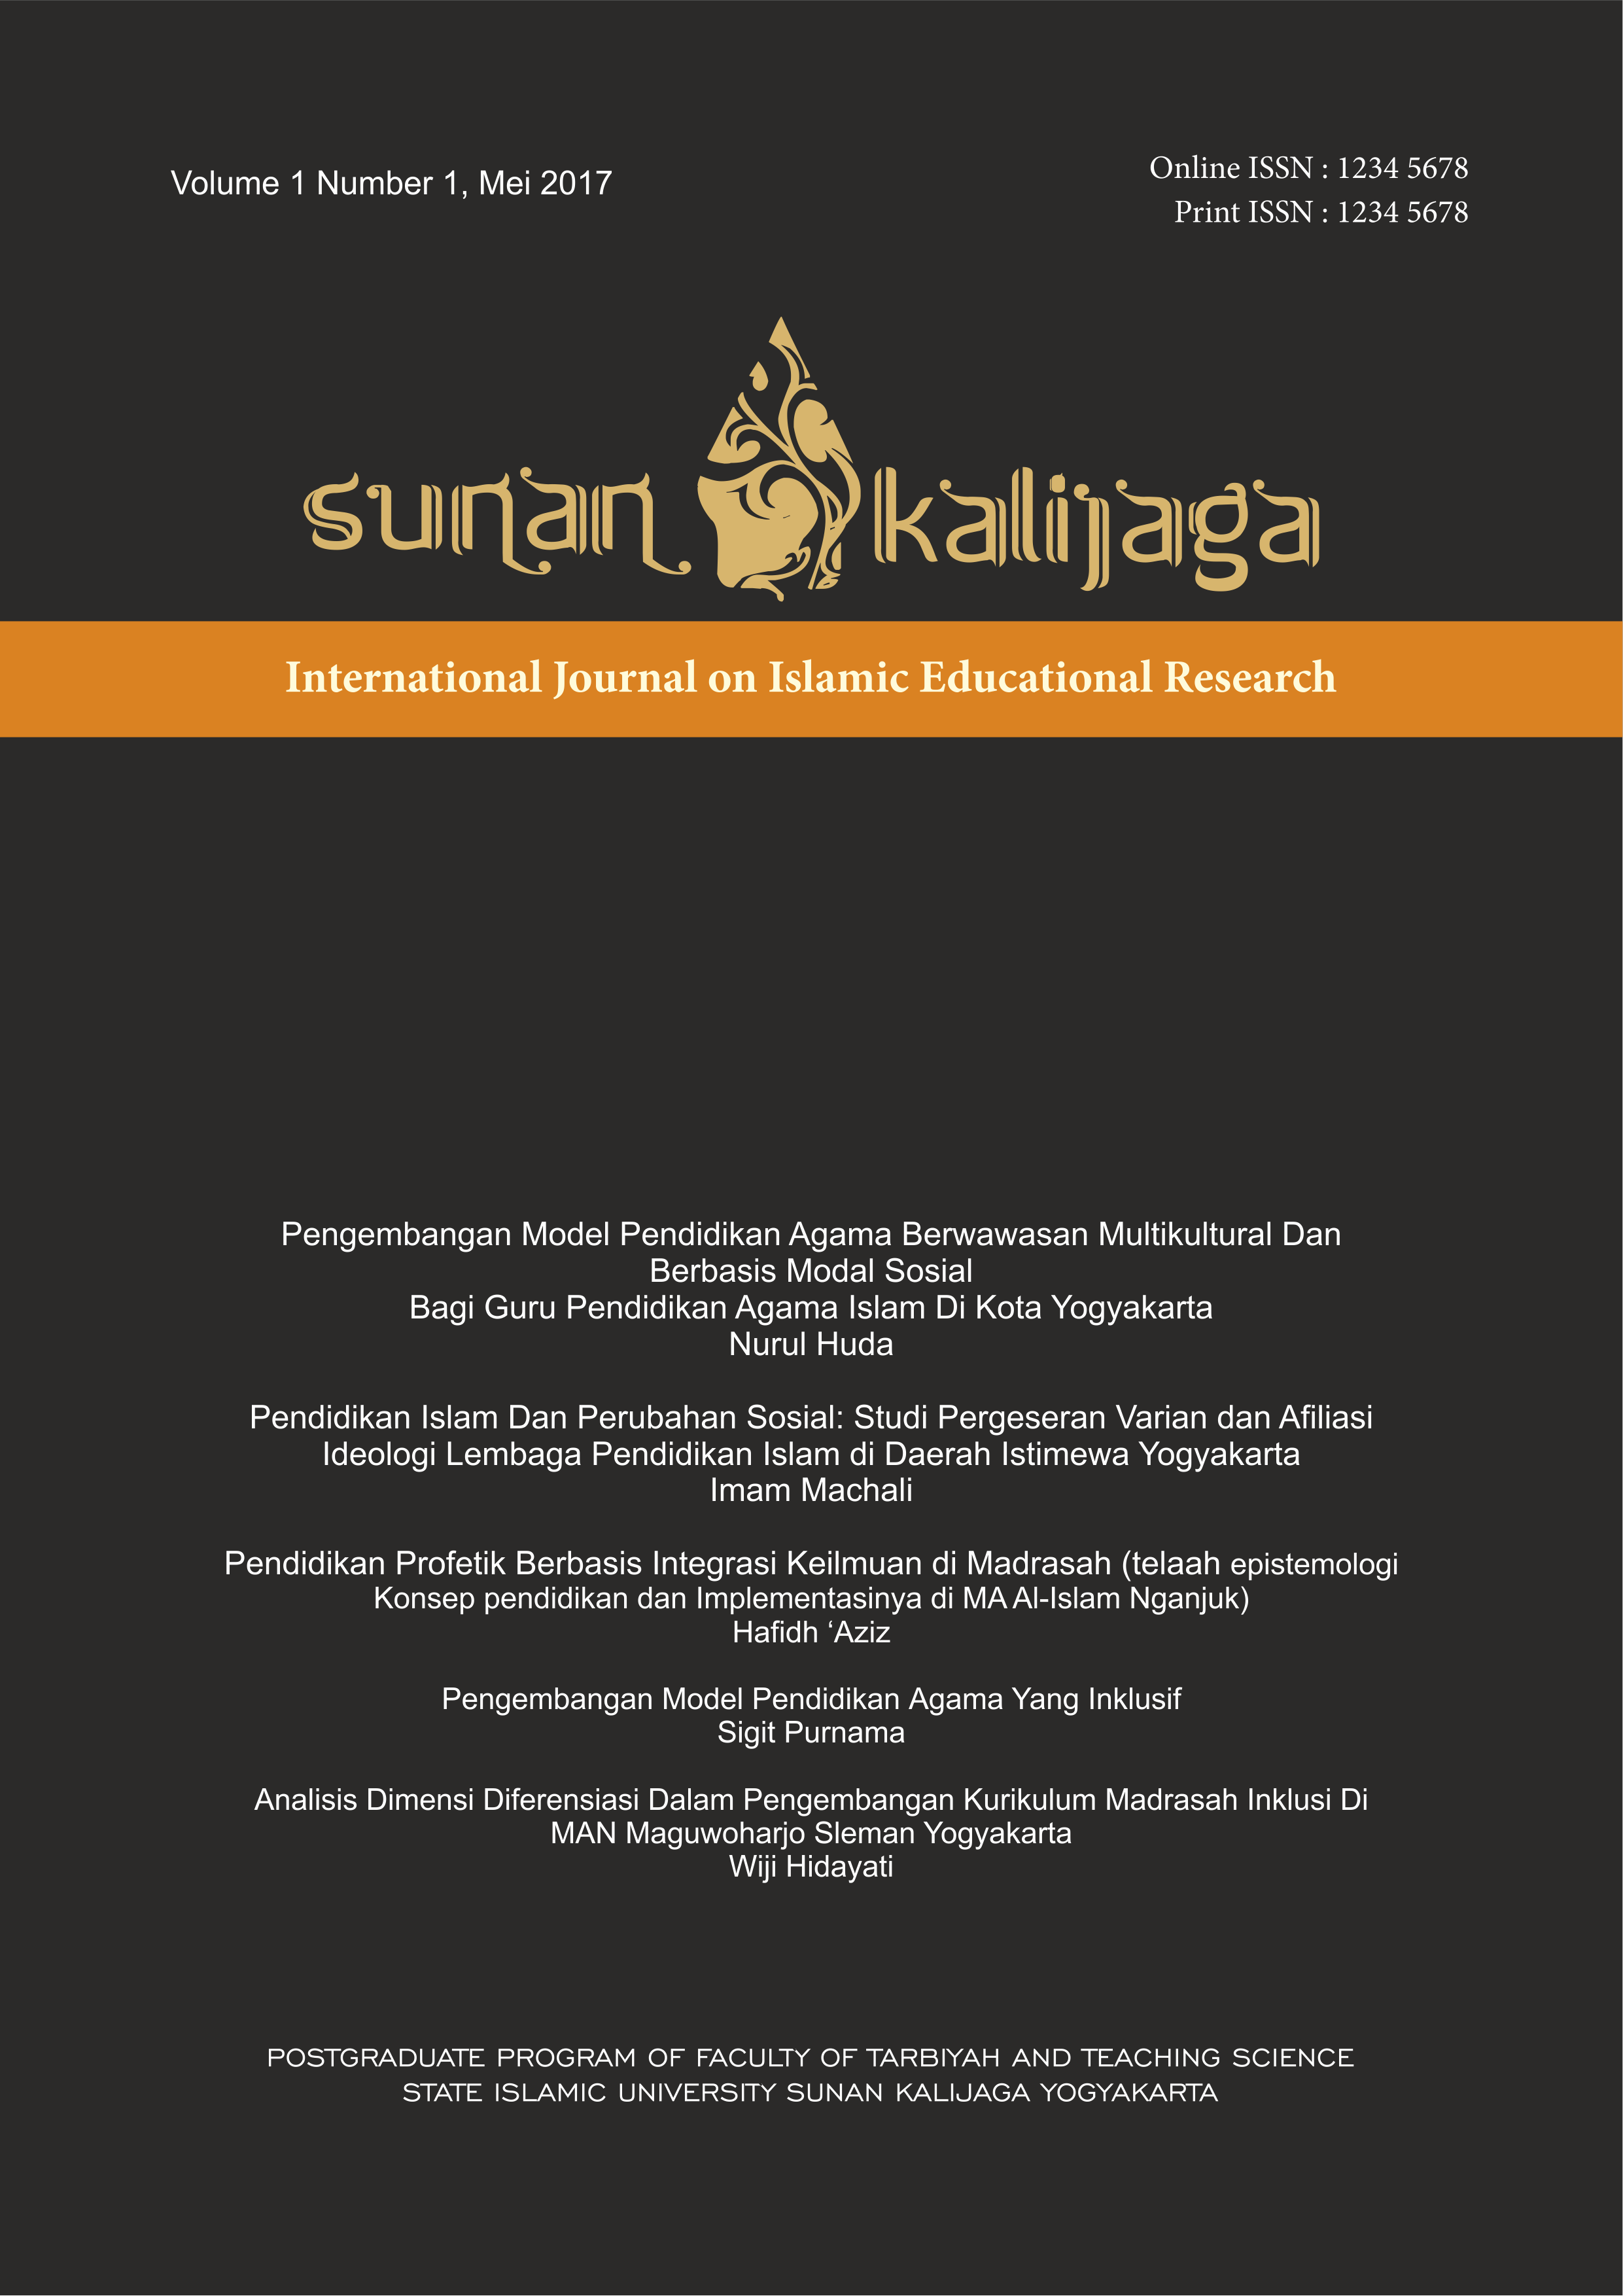 Volume 1 Number 1, Mei 2017
Online ISSN : 1234 5678
Print ISSN : 1234 5678
sunan kalijaga
International Journal on Islamic Educational Research
Pengembangan Model Pendidikan Agama Berwawasan Multikultural Dan
Berbasis Modal Sosial
Bagi Guru Pendidikan Agama Islam Di Kota Yogyakarta
Nurul Huda
Pendidikan Islam Dan Perubahan Sosial: Studi Pergeseran Varian dan Afiliasi
Ideologi Lembaga Pendidikan Islam di Daerah Istimewa Yogyakarta
Imam Machali
Pendidikan Profetik Berbasis Integrasi Keilmuan di Madrasah (telaah epistemologi
Konsep pendidikan dan Implementasinya di MA Al-Islam Nganjuk)
Hafidh ‘Aziz
Pengembangan Model Pendidikan Agama Yang Inklusif
Sigit Purnama
Analisis Dimensi Diferensiasi Dalam Pengembangan Kurikulum Madrasah Inklusi Di
MAN Maguwoharjo Sleman Yogyakarta
Wiji Hidayati
POSTGRADUATE PROGRAM OF FACULTY OF TARBIYAH AND TEACHING SCIENCE
STATE ISLAMIC UNIVERSITY SUNAN KALIJAGA YOGYAKARTA